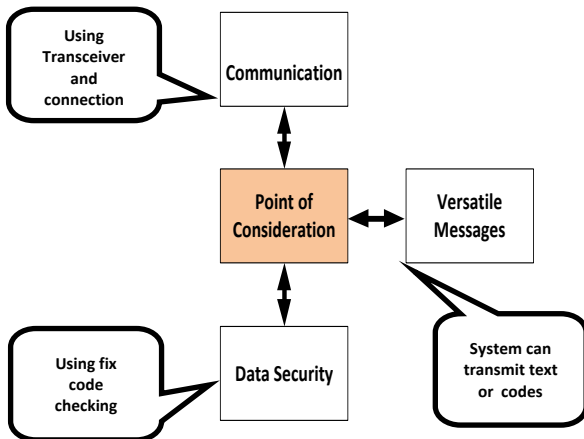 Using
Transceiver
and
connection
Communication
Point of
Consideration
Versatile
Messages
Using fix
code
checking
Data Security
System can
transmit text
or codes